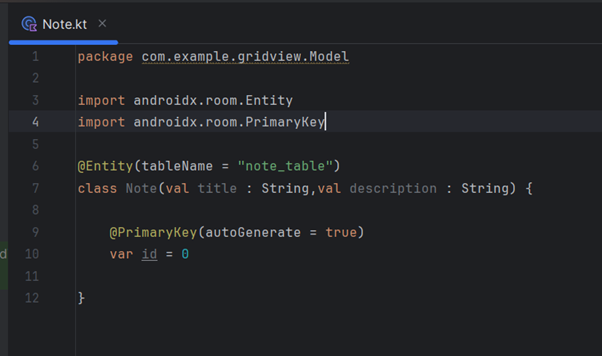 Note.kt
1 package com.example.gridview.Model
2
3 import androidx.room.Entity
4 import androidx.room.PrimaryKey
5
6 @Entity(tableName = "note_table")
7 class Note(val title : String,val description : String) {
8
9 @PrimaryKey(autoGenerate = true)
10 var id = 0
11
12 }
d